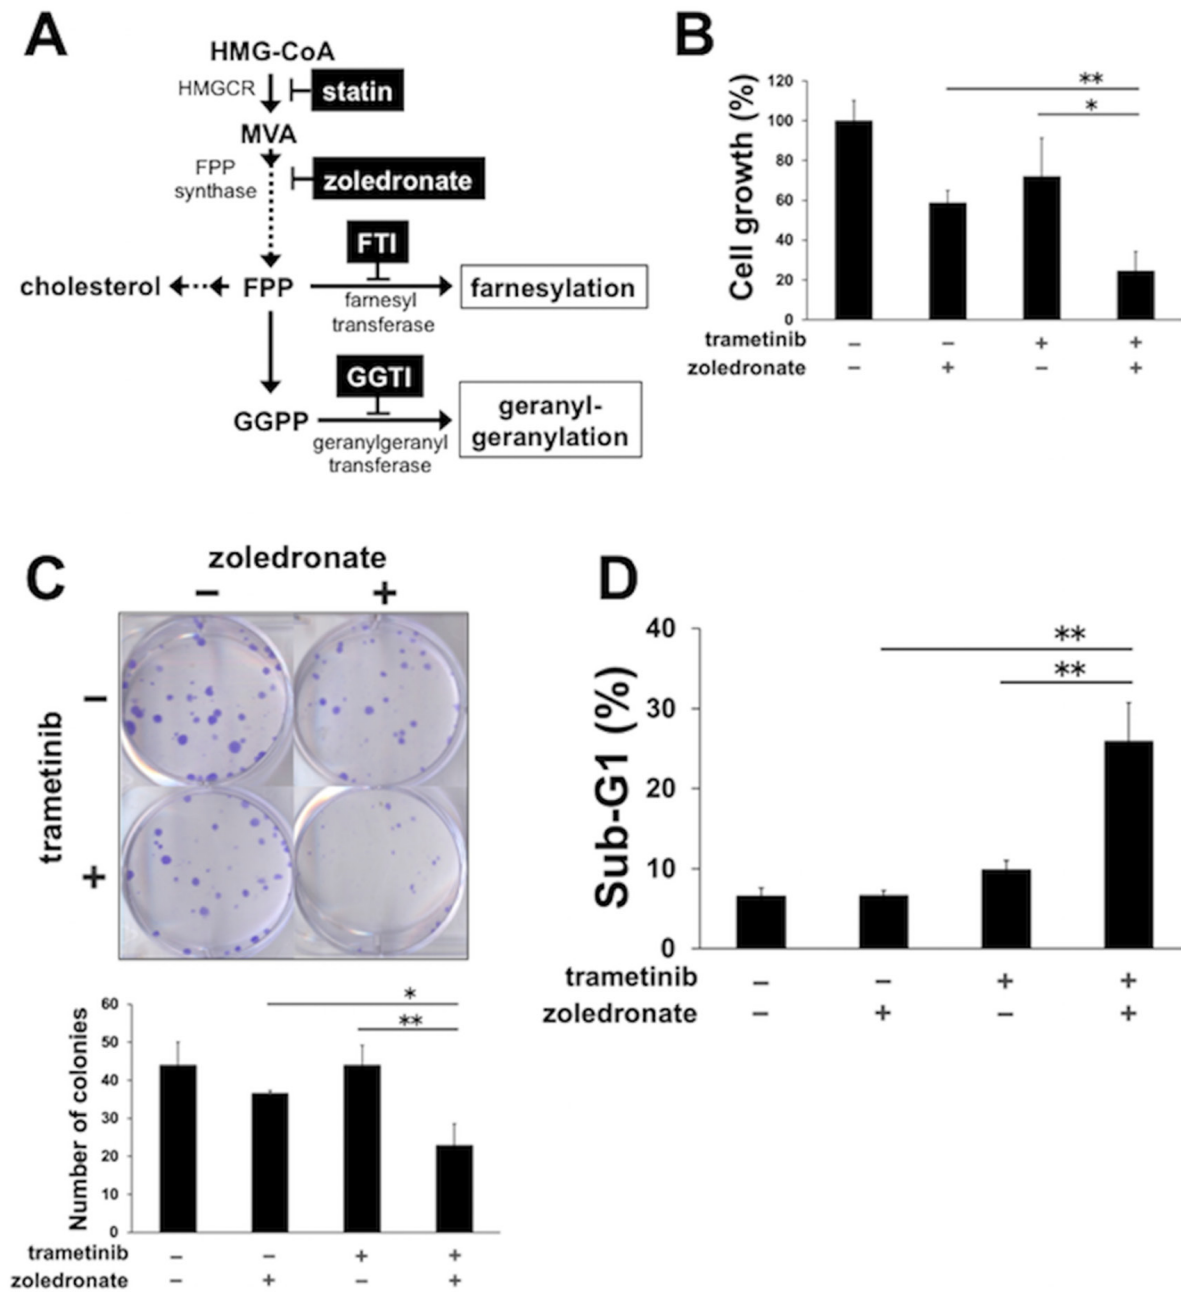 A
HMG-CoA
HMGCR
statin
MVA
FPP
synthase
zoledronate
FTI
cholesterol
FPP
farnesyl
transferase
farnesylation
GGTI
GGPP
geranylgeranyl
transferase
geranyl-
geranylation
B
Cell growth (%)
120
100
80
60
40
20
0
**
*
trametinib – – + +
zoledronate – + – +
C
zoledronate
– +
trametinib
–
+
Number of colonies
60
50
40
30
20
10
0
*
**
trametinib – – + +
zoledronate – + – +
D
Sub-G1 (%)
40
30
20
10
0
**
**
trametinib – – + +
zoledronate – + – +